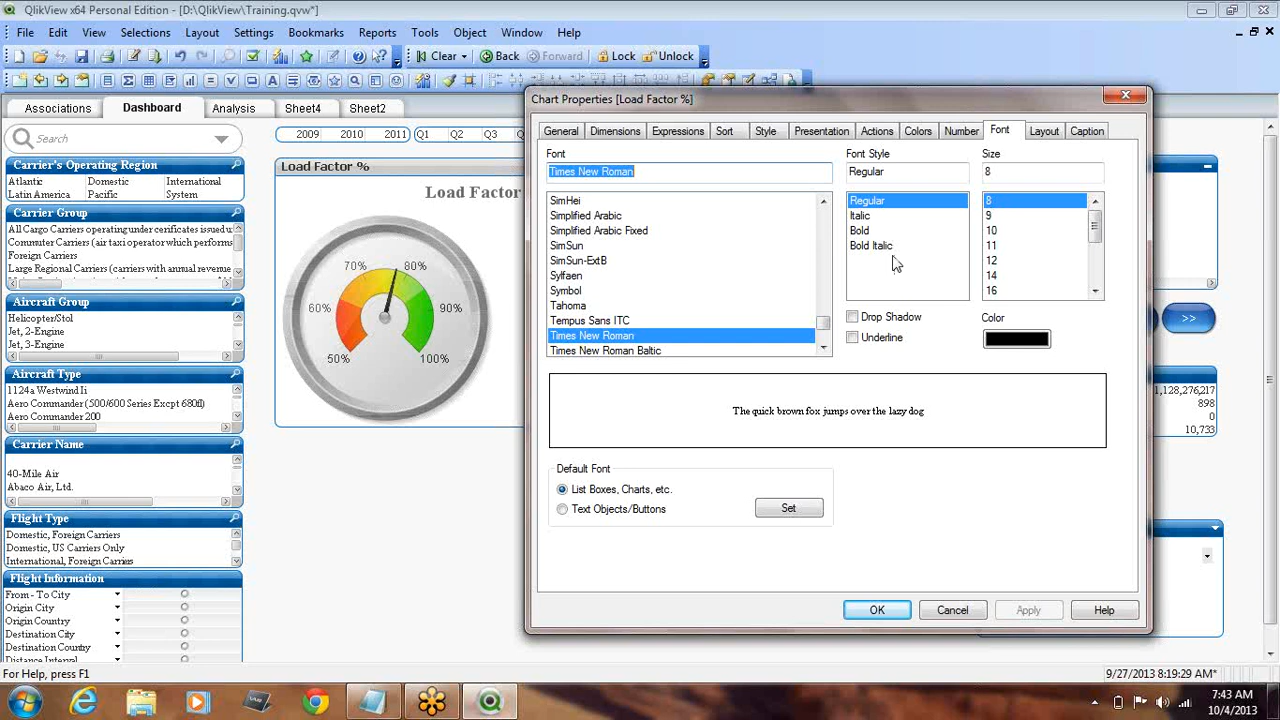 QlikView x64 Personal Edition - [D:\QlikView\Training.qvw*]
File Edit View Selections Layout Settings Bookmarks Reports Tools Object Window Help
Clear Back Forward Lock Unlock
Associations Dashboard Analysis Sheet4 Sheet2
Search
2009 2010 2011 Q1 Q2 Q3
Carrier's Operating Region
Atlantic Domestic International
Latin America Pacific System
Carrier Group
All Cargo Carriers operating under certificates issued u
Commuter Carriers (air taxi operator which performs
Foreign Carriers
Large Regional Carriers (carriers with annual revenue
Aircraft Group
Helicopter/Stol
Jet, 2-Engine
Jet, 3-Engine
Aircraft Type
1124a Westwind Ii
Aero Commander (500/600 Series Excpt 680fl)
Aero Commander 200
Carrier Name
40-Mile Air
Abaco Air, Ltd.
Flight Type
Domestic, Foreign Carriers
Domestic, US Carriers Only
International, Foreign Carriers
Flight Information
From - To City
Origin City
Origin Country
Destination City
Destination Country
Distance Interval
Load Factor %
Load Factor
50%
60%
70%
80%
90%
100%
Chart Properties [Load Factor %]
General Dimensions Expressions Sort Style Presentation Actions Colors Number Font Layout Caption
Font
Times New Roman
SimHei
Simplified Arabic
Simplified Arabic Fixed
SimSun
SimSun-ExtB
Sylfaen
Symbol
Tahoma
Tempus Sans ITC
Times New Roman
Times New Roman Baltic
Font Style
Regular
Regular
Italic
Bold
Bold Italic
Size
8
8
9
10
11
12
14
16
Drop Shadow
Underline
Color
The quick brown fox jumps over the lazy dog
Default Font
List Boxes, Charts, etc.
Text Objects/Buttons
Set
OK Cancel Apply Help
>>
1,128,276,217
898
0
10,733
For Help, press F1
9/27/2013 8:19:29 AM*
7:43 AM
10/4/2013